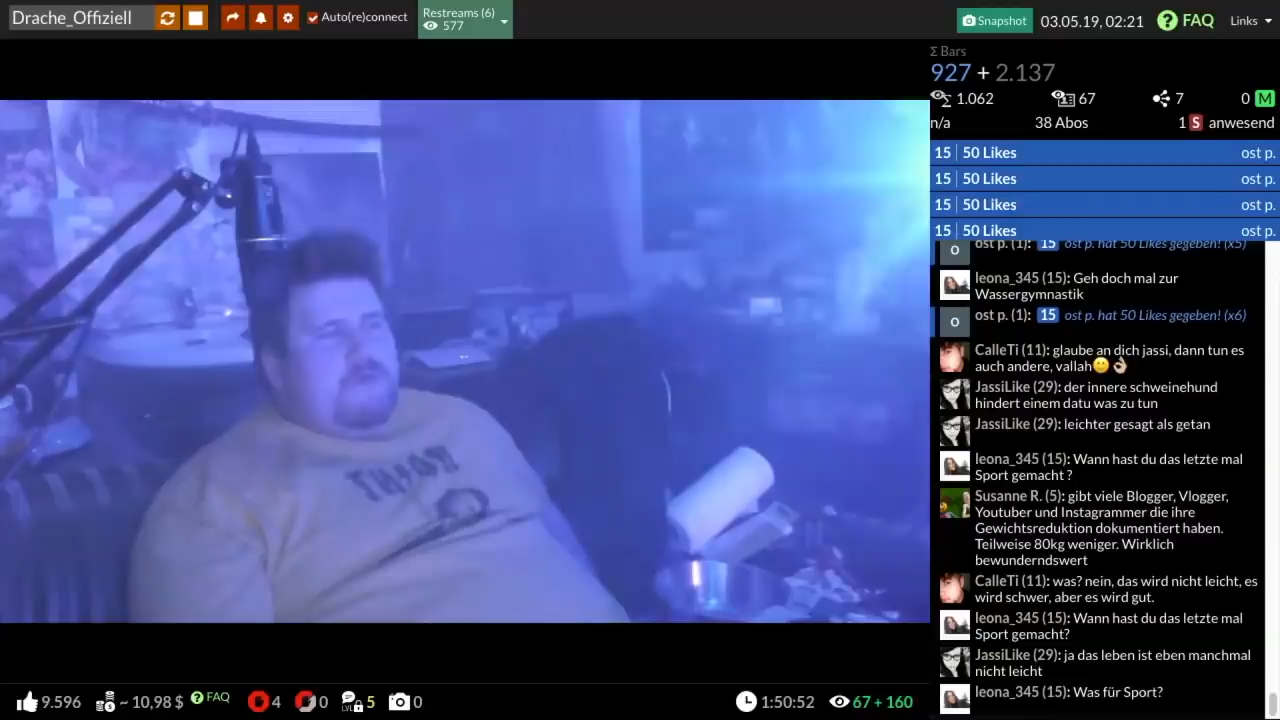 Drache_Offiziell
Auto(re)connect
Restreams (6)
577
Snapshot
03.05.19, 02:21
? FAQ
Links
Σ Bars
927 + 2.137
Σ 1.062 67 7 0 M
n/a 38 Abos 1 S anwesend
15 50 Likes ost p.
15 50 Likes ost p.
15 50 Likes ost p.
15 50 Likes ost p.
o ost p. (1): 15 ost p. hat 50 Likes gegeben! (x5)
leona_345 (15): Geh doch mal zur
Wassergymnastik
o ost p. (1): 15 ost p. hat 50 Likes gegeben! (x6)
CalleTi (11): glaube an dich jassi, dann tun es
auch andere, vallah🙂👌
JassiLike (29): der innere schweinehund
hindert einem datu was zu tun
JassiLike (29): leichter gesagt als getan
leona_345 (15): Wann hast du das letzte mal
Sport gemacht ?
Susanne R. (5): gibt viele Blogger, Vlogger,
Youtuber und Instagrammer die ihre
Gewichtsreduktion dokumentiert haben.
Teilweise 80kg weniger. Wirklich
bewunderndswert
CalleTi (11): was? nein, das wird nicht leicht, es
wird schwer, aber es wird gut.
leona_345 (15): Wann hast du das letzte mal
Sport gemacht?
JassiLike (29): ja das leben ist eben manchmal
nicht leicht
leona_345 (15): Was für Sport?
9.596 ~ 10,98 $ ? FAQ 4 0 LVL 5 0 1:50:52 67 + 160